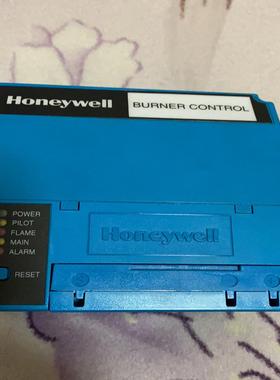 Honeywell
BURNER CONTROL
POWER
PILOT
FLAME
MAIN
ALARM
RESET
Honeywell